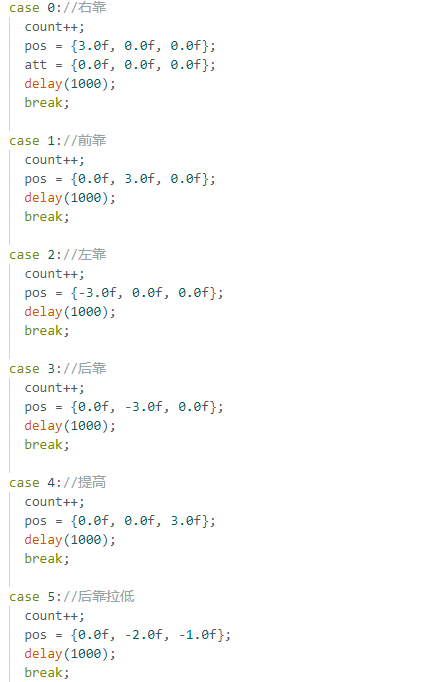 case 0://右靠
count++;
pos = {3.0f, 0.0f, 0.0f};
att = {0.0f, 0.0f, 0.0f};
delay(1000);
break;
case 1://前靠
count++;
pos = {0.0f, 3.0f, 0.0f};
delay(1000);
break;
case 2://左靠
count++;
pos = {-3.0f, 0.0f, 0.0f};
delay(1000);
break;
case 3://后靠
count++;
pos = {0.0f, -3.0f, 0.0f};
delay(1000);
break;
case 4://提高
count++;
pos = {0.0f, 0.0f, 3.0f};
delay(1000);
break;
case 5://后靠拉低
count++;
pos = {0.0f, -2.0f, -1.0f};
delay(1000);
break;